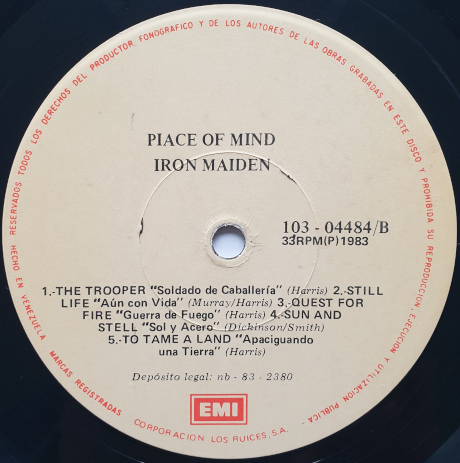 HECHO EN VENEZUELA RESERVADOS TODOS LOS DERECHOS DEL PRODUCTOR FONOGRAFICO Y DE LOS AUTORES DE LAS OBRAS GRABADAS EN ESTE DISCO Y PROHIBIDA SU REPRODUCCION, EJECUCION Y UTILIZACION PUBLICA -
PIACE OF MIND
IRON MAIDEN
103 - 04484/B
33RPM(P)1983
1.-THE TROOPER "Soldado de Caballería" (Harris) 2.-STILL
LIFE "Aún con Vida" (Murray/Harris) 3.-QUEST FOR
FIRE "Guerra de Fuego" (Harris) 4.-SUN AND
STELL "Sol y Acero" (Dickinson/Smith)
5.-TO TAME A LAND "Apaciguando
una Tierra" (Harris)
Depósito legal: nb - 83 - 2380
EMI
MARCAS REGISTRADAS
CORPORACION LOS RUICES, S.A.